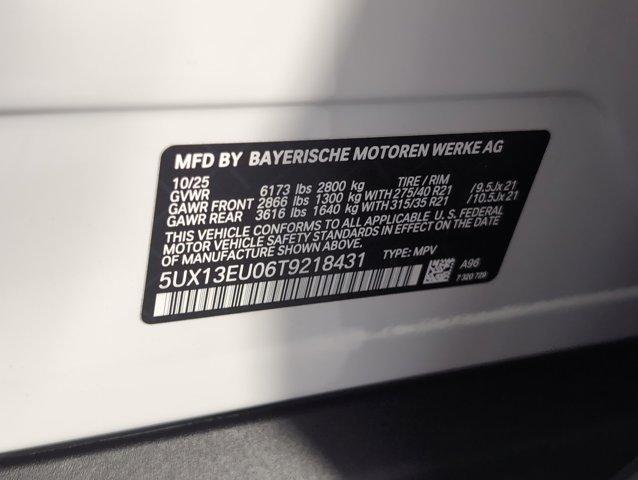 MFD BY BAYERISCHE MOTOREN WERKE AG
10/25 TIRE / RIM
GVWR 6173 lbs 2800 kg
GAWR FRONT 2866 lbs 1300 kg WITH 275/40 R21 / 9.5Jx21
GAWR REAR 3616 lbs 1640 kg WITH 315/35 R21 / 10.5Jx21
THIS VEHICLE CONFORMS TO ALL APPLICABLE U. S. FEDERAL
MOTOR VEHICLE SAFETY STANDARDS IN EFFECT ON THE DATE
OF MANUFACTURE SHOWN ABOVE.
5UX13EU06T9218431 TYPE: MPV
A96
7 320 729